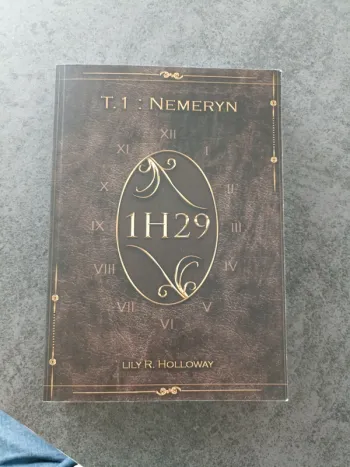 T.1 : NEMERYN
XII
XI I
X II
1H29
IX III
VIII IV
VII V
VI
LILY R. HOLLOWAY